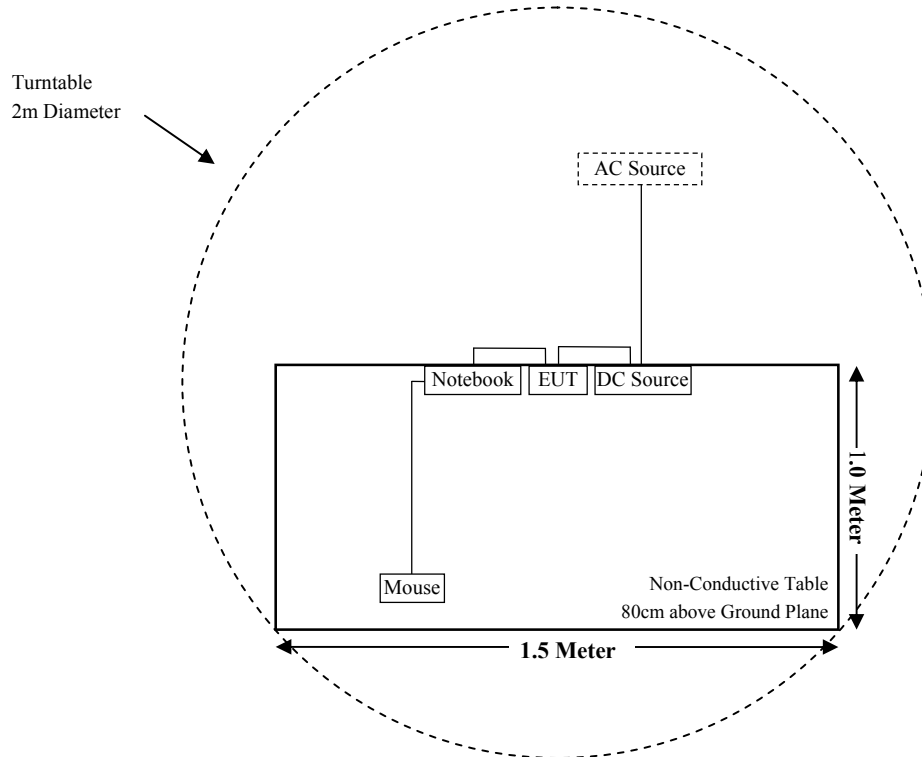 Turntable
2m Diameter
AC Source
Notebook
EUT
DC Source
1.0 Meter
Mouse
Non-Conductive Table
80cm above Ground Plane
1.5 Meter